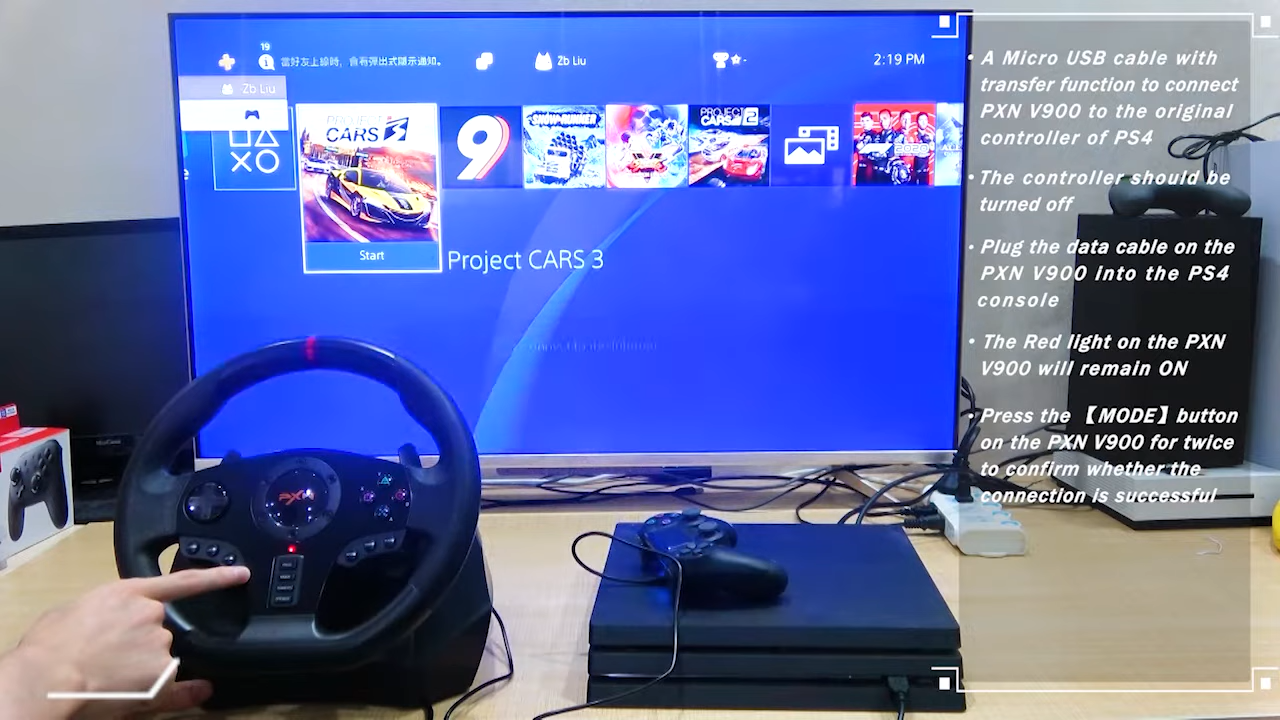 19
當好友上線時，會有彈出式顯示通知。
Zb Liu
2:19 PM
Zb Liu
PROJECT
CARS 3
9
SNOWRUNNER
PROJECT
CARS 2
2020
Start
Project CARS 3
PXN
• A Micro USB cable with
transfer function to connect
PXN V900 to the original
controller of PS4
• The controller should be
turned off
• Plug the data cable on the
PXN V900 into the PS4
console
• The Red light on the PXN
V900 will remain ON
• Press the 【MODE】button
on the PXN V900 for twice
to confirm whether the
connection is successful